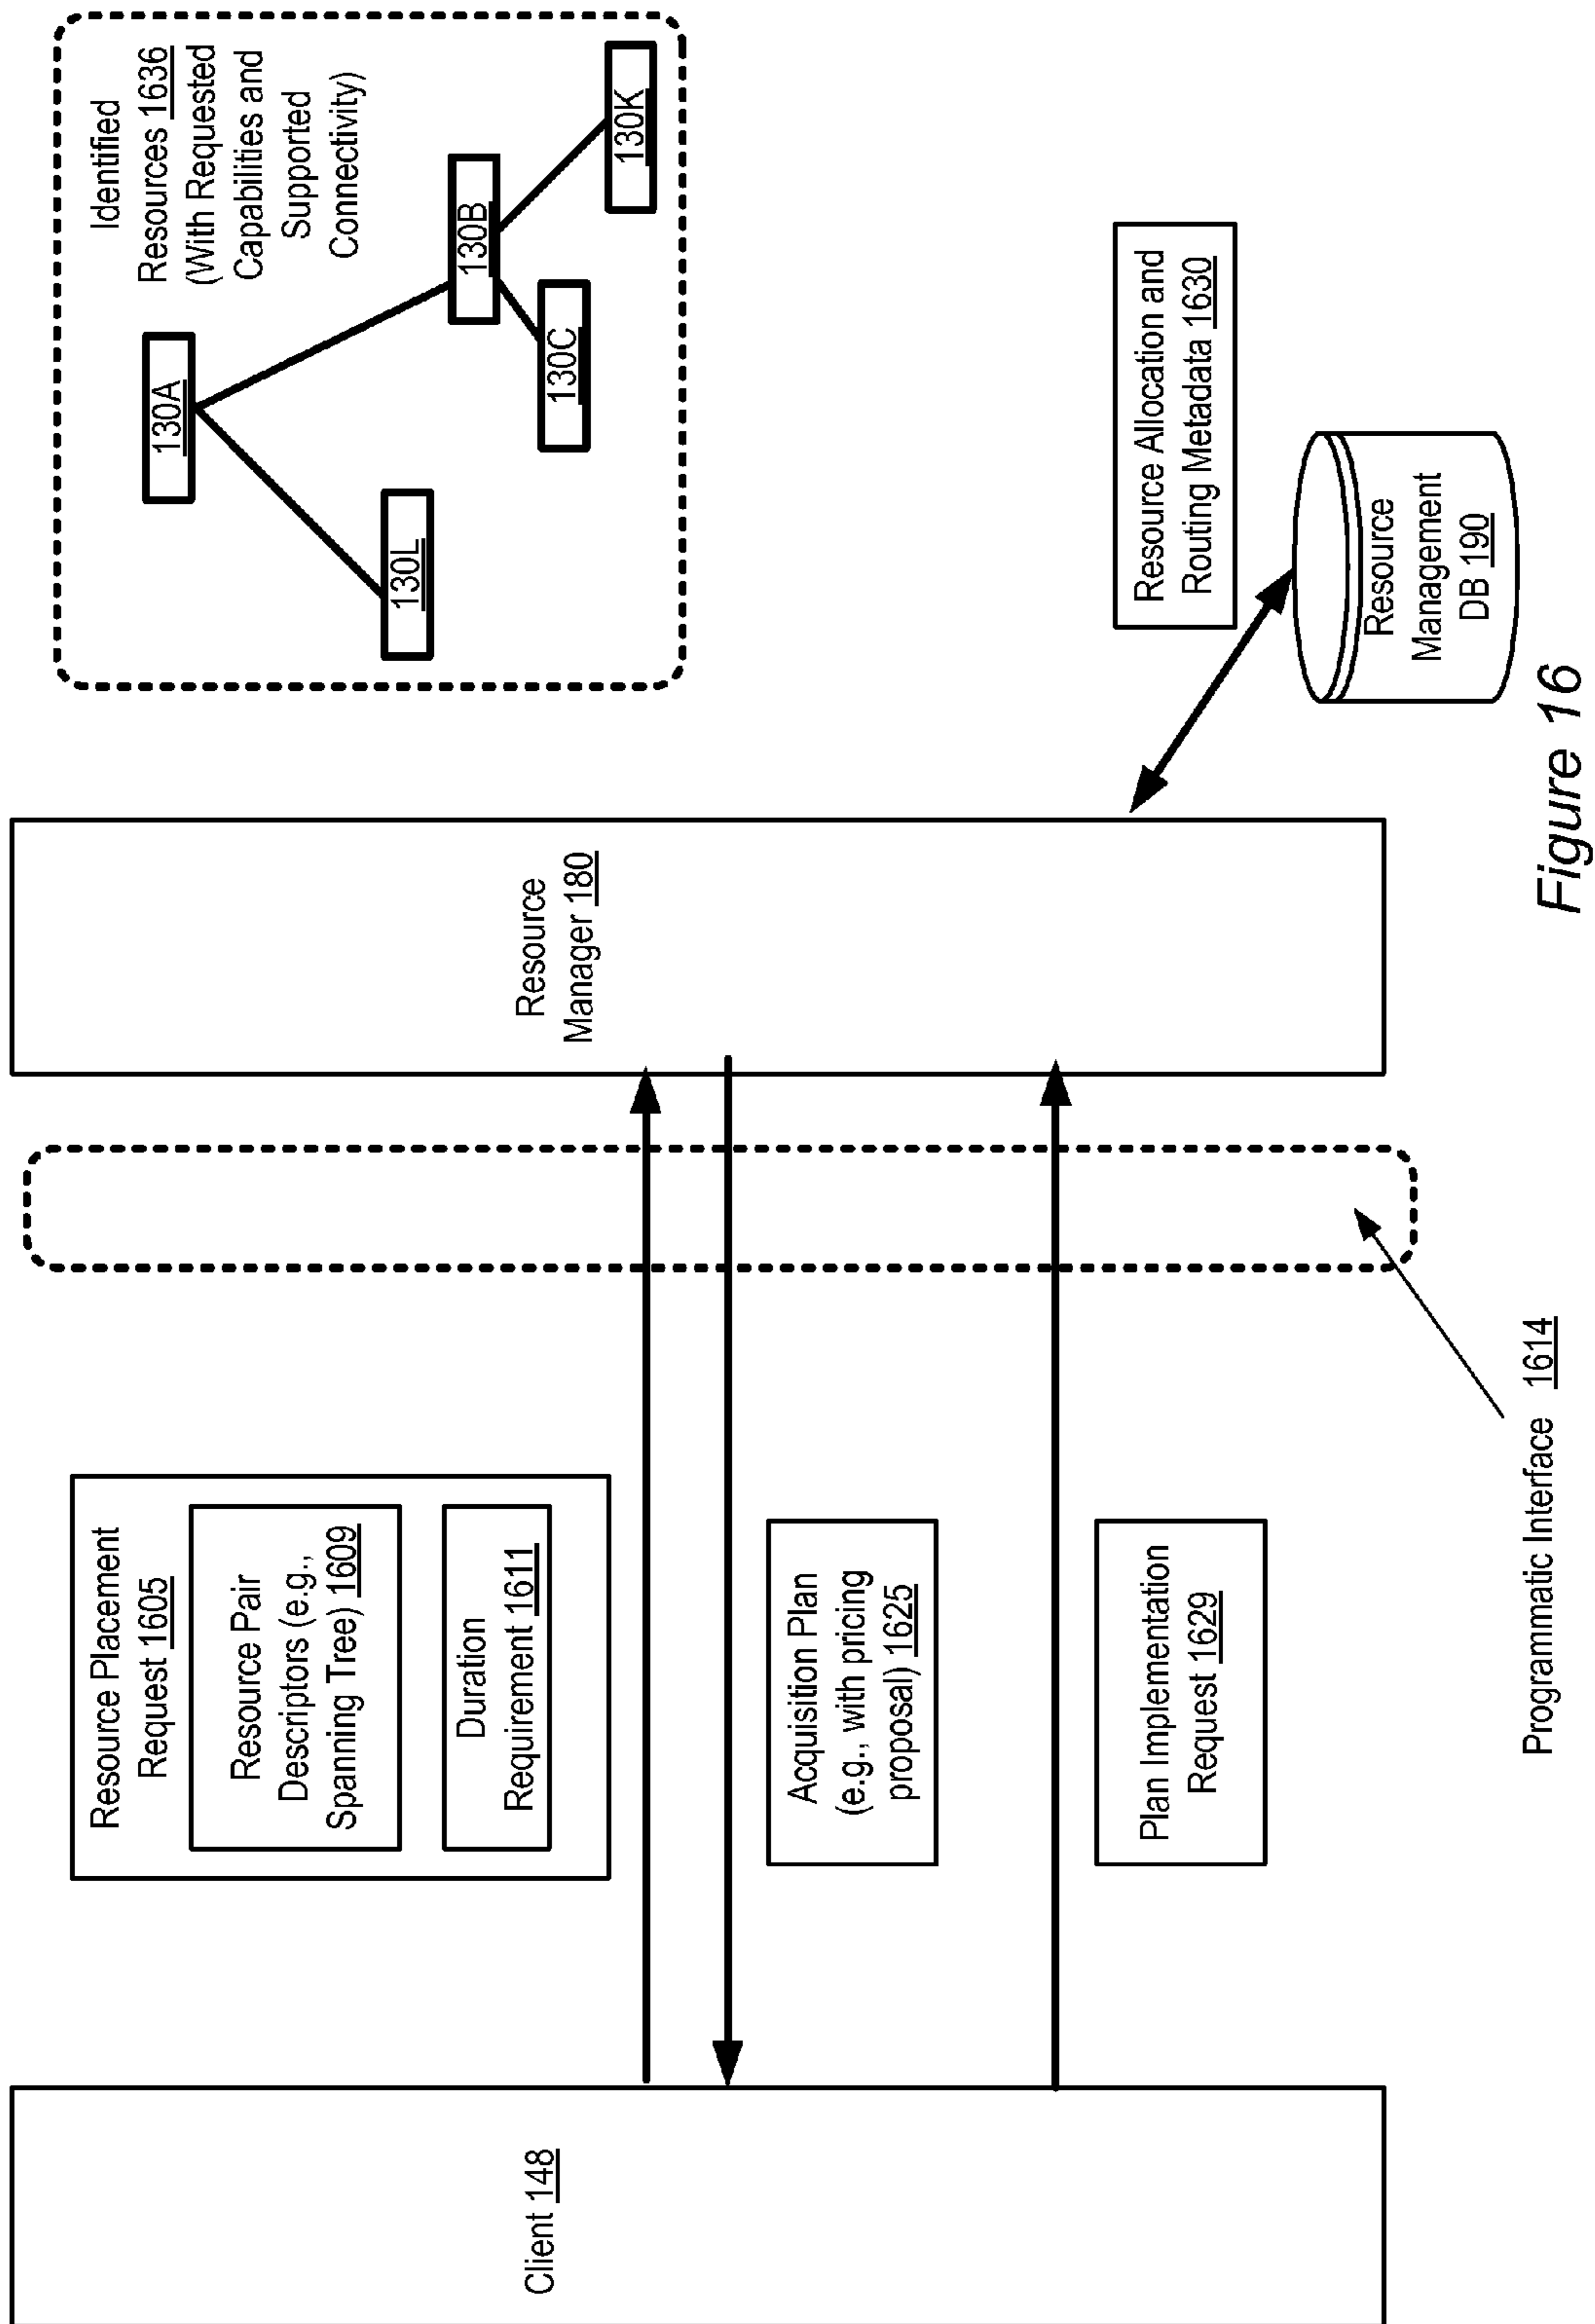 Client 148
Resource Placement
Request 1605
Resource Pair
Descriptors (e.g.,
Spanning Tree) 1609
Duration
Requirement 1611
Acquisition Plan
(e.g., with pricing
proposal) 1625
Plan Implementation
Request 1629
Programmatic Interface 1614
Resource
Manager 180
Identified
Resources 1636
(With Requested
Capabilities and
Supported
Connectivity)
130A
130L
130B
130C
130K
Resource Allocation and
Routing Metadata 1630
Resource
Management
DB 190
Figure 16